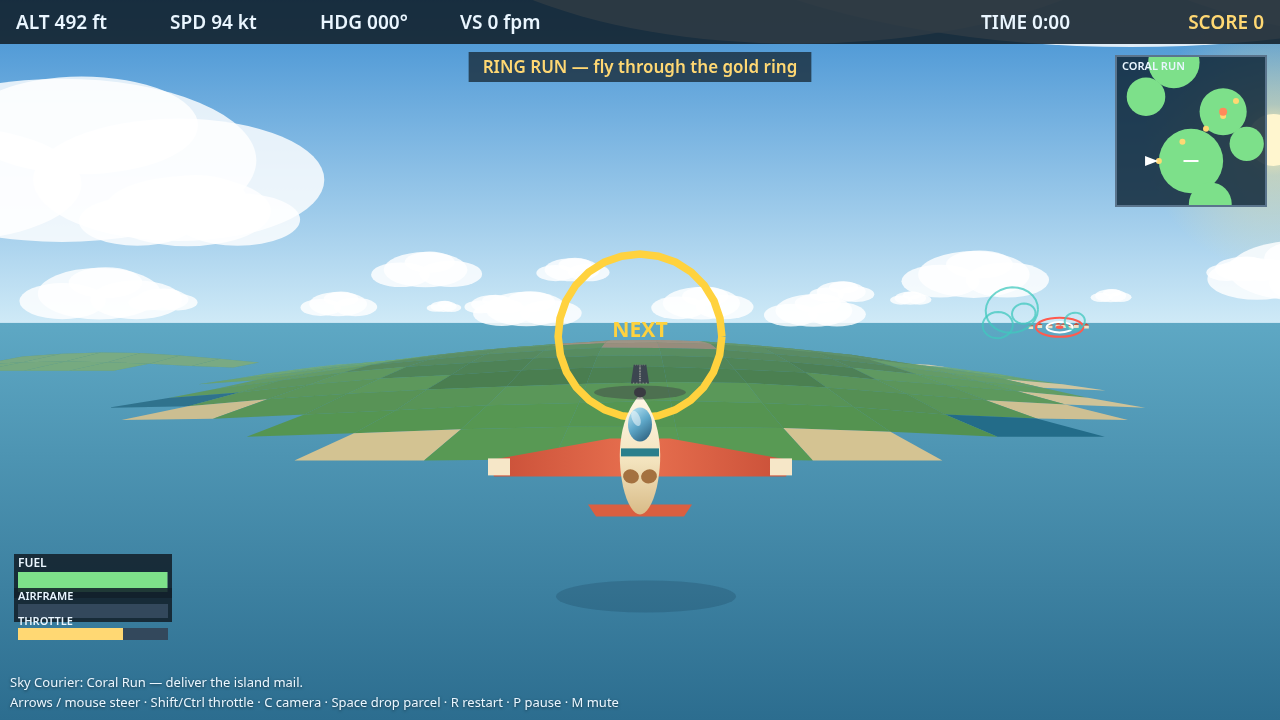 ALT 492 ft SPD 94 kt HDG 000° VS 0 fpm TIME 0:00 SCORE 0
RING RUN — fly through the gold ring
CORAL RUN
NEXT
FUEL
AIRFRAME
THROTTLE
Sky Courier: Coral Run — deliver the island mail.
Arrows / mouse steer · Shift/Ctrl throttle · C camera · Space drop parcel · R restart · P pause · M mute